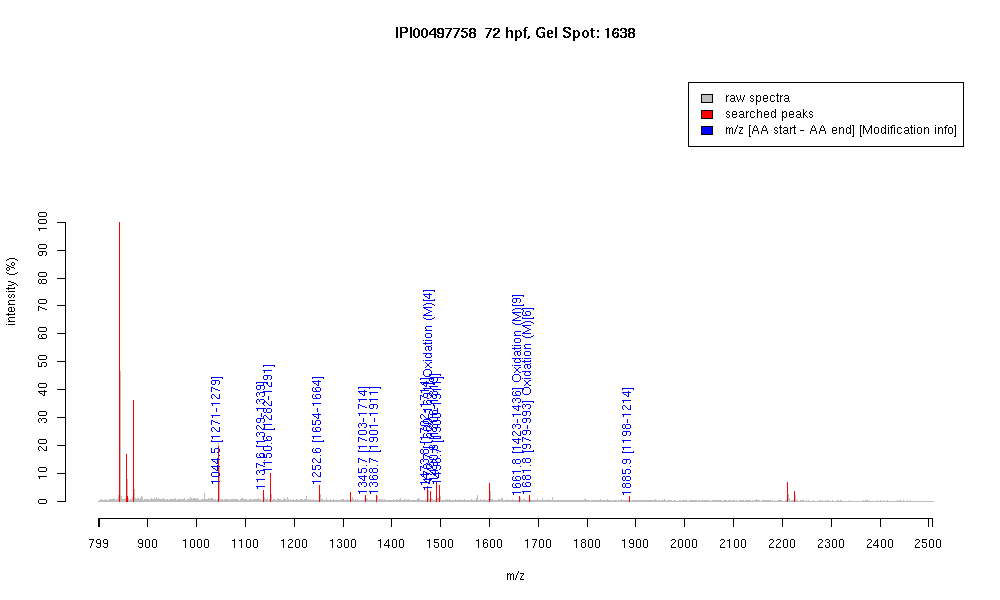 IPI00497758 72 hpf, Gel Spot: 1638
raw spectra
searched peaks
m/z [AA start - AA end] [Modification info]
intensity (%)
100
90
80
70
60
50
40
30
20
10
0
1044.5 [1271-1279]
1137.6 [1329-1339]
1150.6 [1282-1291]
1252.6 [1654-1664]
1345.7 [1703-1714]
1368.7 [1901-1911]
Oxidation (M)[4]
1661.8 [1423-1436] Oxidation (M)[9]
1681.8 [979-993] Oxidation (M)[6]
1885.9 [1198-1214]
799 900 1000 1100 1200 1300 1400 1500 1600 1700 1800 1900 2000 2100 2200 2300 2400 2500
m/z